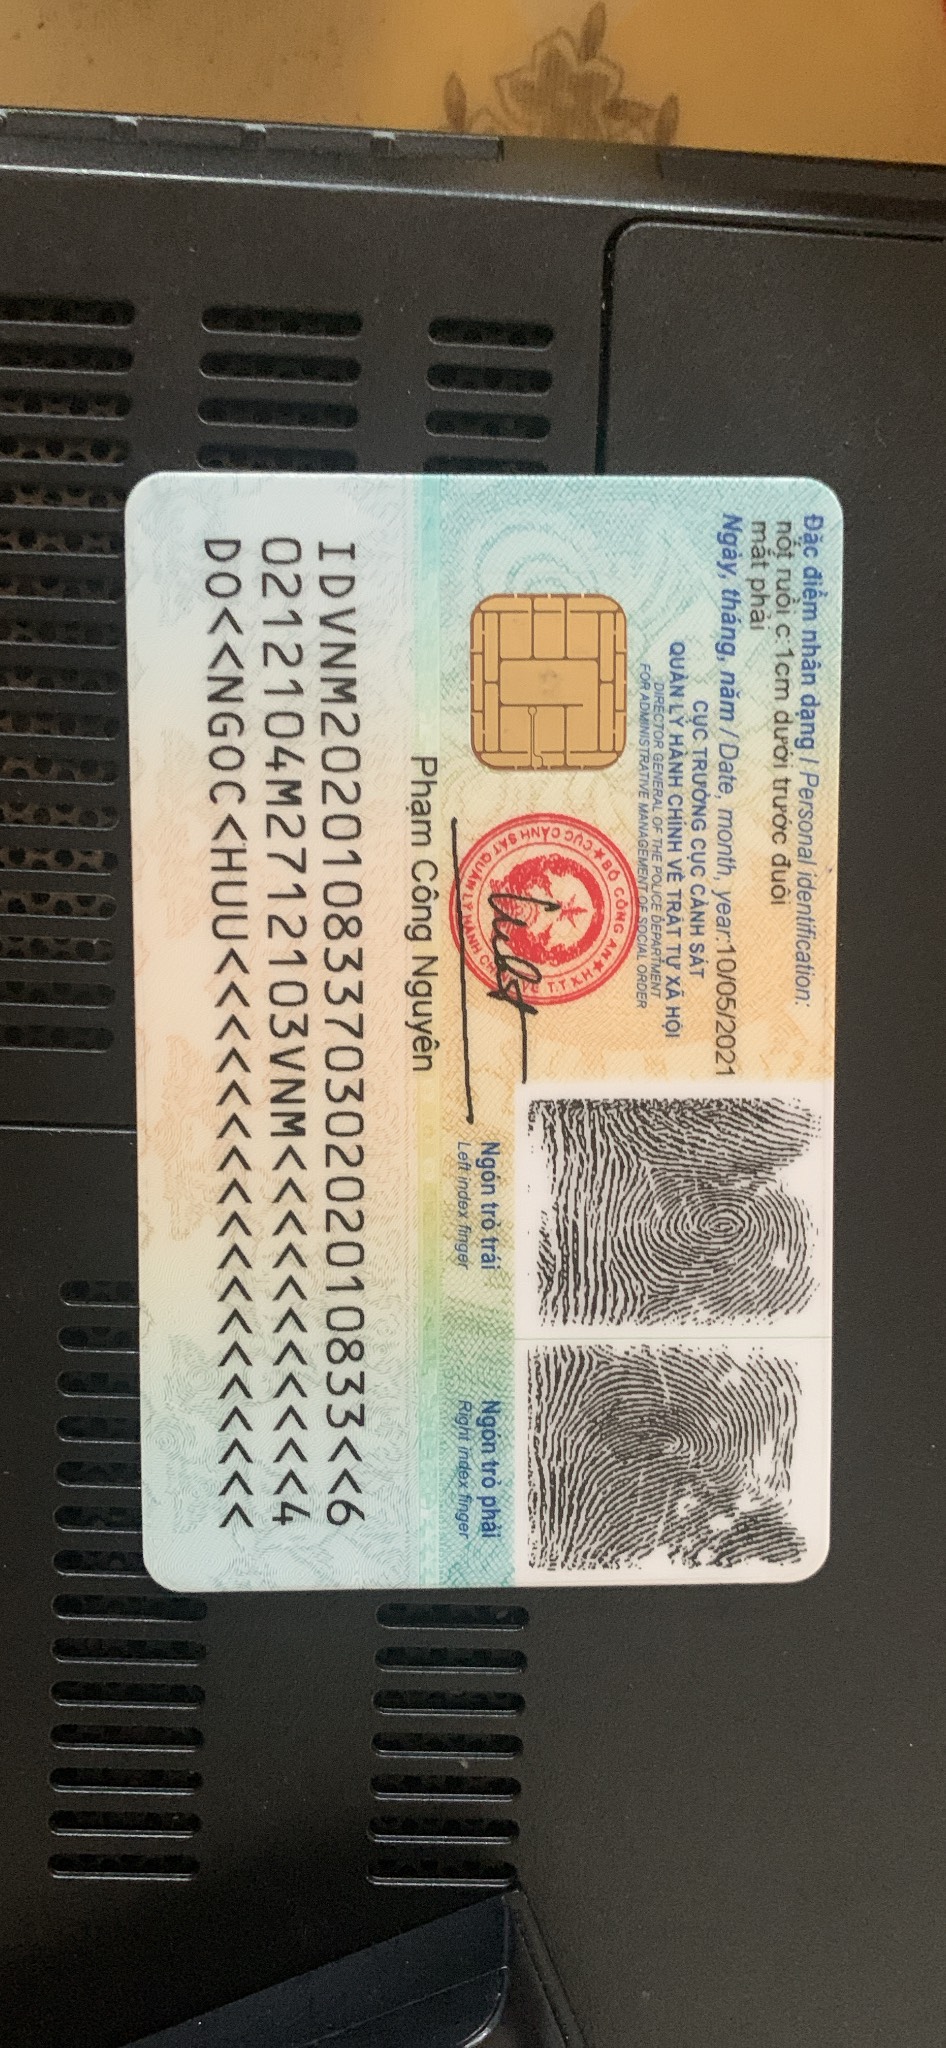 Đặc điểm nhân dạng / Personal identification:
nốt ruồi c:1cm dưới trước đuôi
mắt phải
Ngày, tháng, năm / Date, month, year:10/05/2021
CỤC TRƯỞNG CỤC CẢNH SÁT
QUẢN LÝ HÀNH CHÍNH VỀ TRẬT TỰ XÃ HỘI
DIRECTOR GENERAL OF THE POLICE DEPARTMENT
FOR ADMINISTRATIVE MANAGEMENT OF SOCIAL ORDER
BỘ CÔNG AN
CỤC CẢNH SÁT QUẢN LÝ HÀNH CHÍNH VỀ T.T.X.H
Phạm Công Nguyên
Ngón trỏ trái
Left index finger
Ngón trỏ phải
Right index finger
IDVNM2020108337030202010833<<6
0212104M2712103VNM<<<<<<<<<<<4
DO<<NGOC<HUU<<<<<<<<<<<<<<<<<<